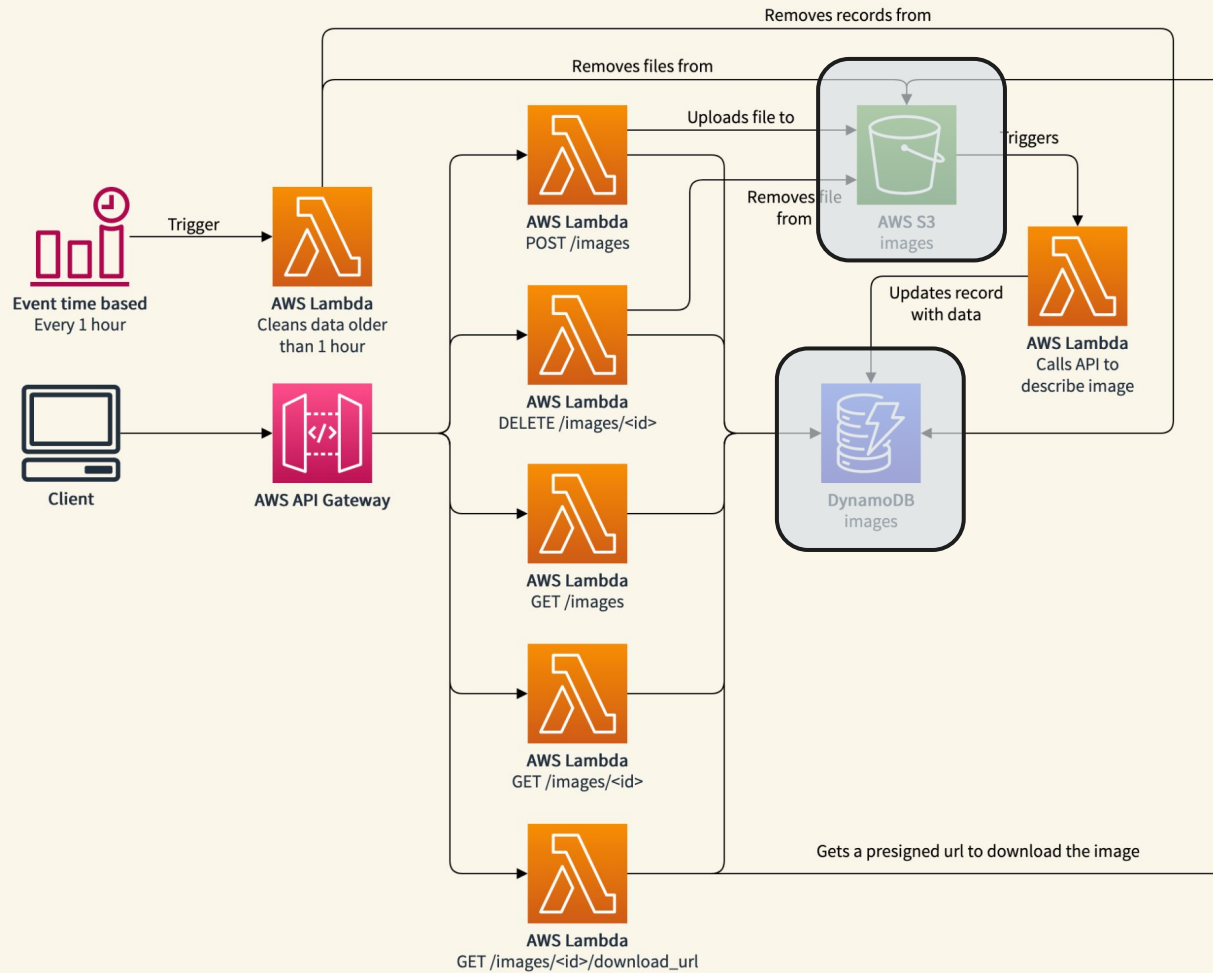 Removes records from
Removes files from
Uploads file to
Triggers
Removes file
from
AWS Lambda
POST /images
AWS S3
images
Trigger
Event time based
Every 1 hour
AWS Lambda
Cleans data older
than 1 hour
Updates record
with data
AWS Lambda
Calls API to
describe image
AWS Lambda
DELETE /images/<id>
Client
AWS API Gateway
DynamoDB
images
AWS Lambda
GET /images
AWS Lambda
GET /images/<id>
Gets a presigned url to download the image
AWS Lambda
GET /images/<id>/download_url